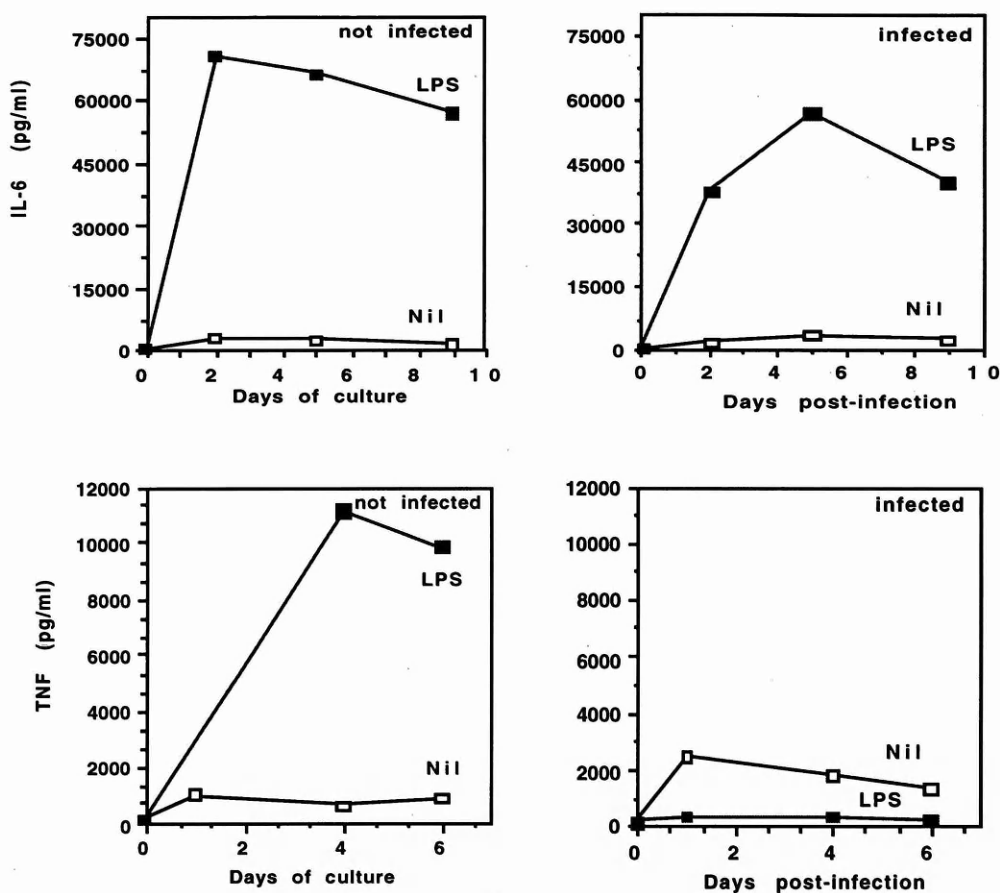 IL-6 (pg/ml)
75000
60000
45000
30000
15000
0
not infected
LPS
Nil
0 2 4 6 8 10
Days of culture
75000
60000
45000
30000
15000
0
infected
LPS
Nil
0 2 4 6 8 10
Days post-infection
TNF (pg/ml)
12000
10000
8000
6000
4000
2000
0
not infected
LPS
Nil
0 2 4 6
Days of culture
12000
10000
8000
6000
4000
2000
0
infected
Nil
LPS
0 2 4 6
Days post-infection